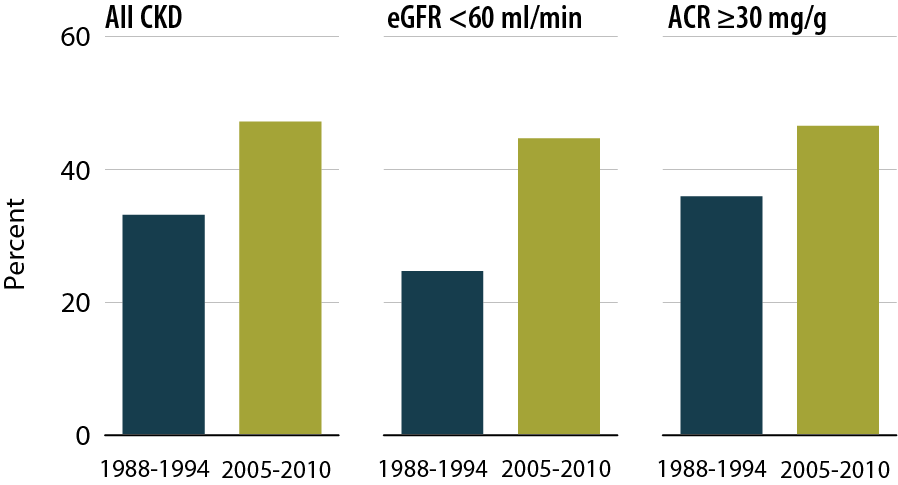 All CKD
eGFR <60 ml/min
ACR ≥30 mg/g
Percent
60
40
20
0
1988-1994 2005-2010
1988-1994 2005-2010
1988-1994 2005-2010